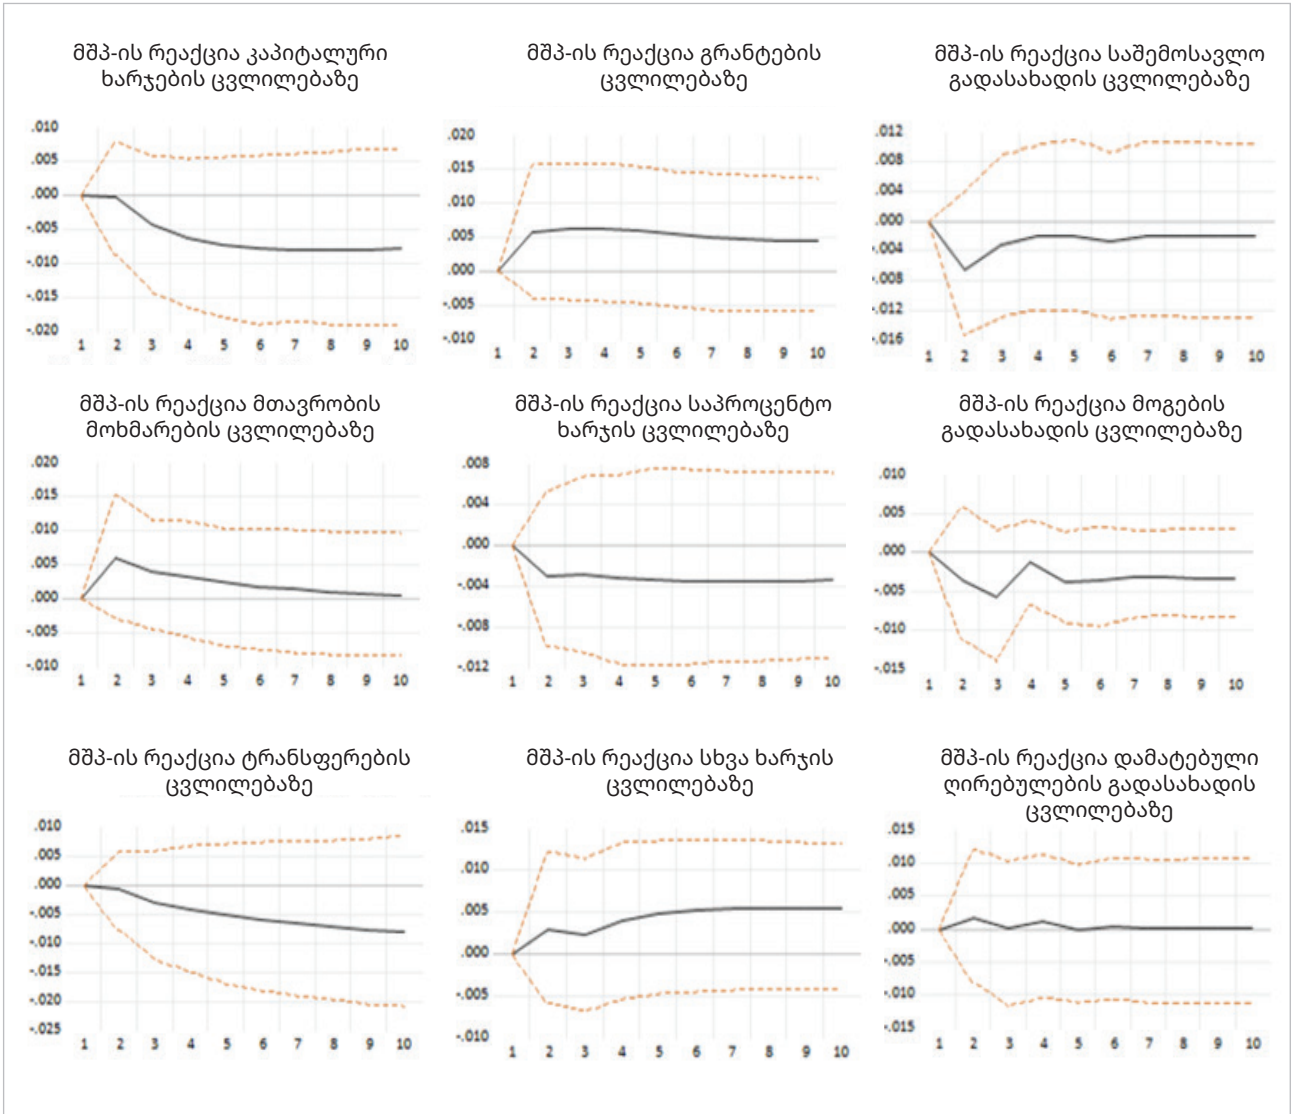 მშპ-ის რეაქცია კაპიტალური
ხარჯების ცვლილებაზე
.010
.005
.000
-.005
-.010
-.015
-.020
1 2 3 4 5 6 7 8 9 10
მშპ-ის რეაქცია გრანტების
ცვლილებაზე
.020
.015
.010
.005
.000
-.005
-.010
1 2 3 4 5 6 7 8 9 10
მშპ-ის რეაქცია საშემოსავლო
გადასახადის ცვლილებაზე
.012
.008
.004
.000
-.004
-.008
-.012
-.016
1 2 3 4 5 6 7 8 9 10
მშპ-ის რეაქცია მთავრობის
მოხმარების ცვლილებაზე
.020
.015
.010
.005
.000
-.005
-.010
1 2 3 4 5 6 7 8 9 10
მშპ-ის რეაქცია საპროცენტო
ხარჯის ცვლილებაზე
.008
.004
.000
-.004
-.008
-.012
1 2 3 4 5 6 7 8 9 10
მშპ-ის რეაქცია მოგების
გადასახადის ცვლილებაზე
.010
.005
.000
-.005
-.010
-.015
1 2 3 4 5 6 7 8 9 10
მშპ-ის რეაქცია ტრანსფერების
ცვლილებაზე
.010
.005
.000
-.005
-.010
-.015
-.020
-.025
1 2 3 4 5 6 7 8 9 10
მშპ-ის რეაქცია სხვა ხარჯის
ცვლილებაზე
.015
.010
.005
.000
-.005
-.010
1 2 3 4 5 6 7 8 9 10
მშპ-ის რეაქცია დამატებული
ღირებულების გადასახადის
ცვლილებაზე
.015
.010
.005
.000
-.005
-.010
-.015
1 2 3 4 5 6 7 8 9 10